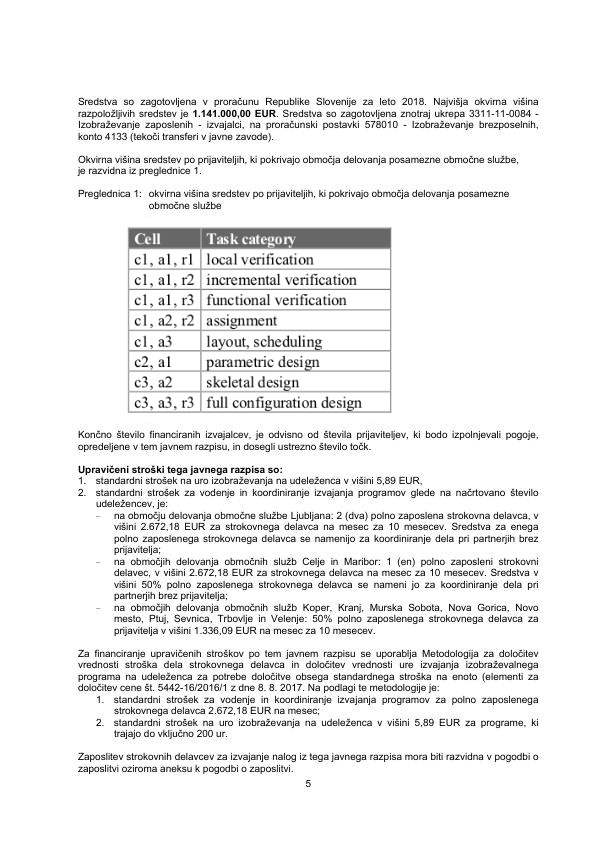 Sredstva so zagotovljena v proračunu Republike Slovenije za leto 2018. Najvišja okvirna višina
razpoložljivih sredstev je 1.141.000,00 EUR. Sredstva so zagotovljena znotraj ukrepa 3311-11-0084 -
Izobraževanje zaposlenih - izvajalci, na proračunski postavki 578010 - Izobraževanje brezposelnih,
konto 4133 (tekoči transferi v javne zavode).
Okvirna višina sredstev po prijaviteljih, ki pokrivajo območja delovanja posamezne območne službe,
je razvidna iz preglednice 1.
Preglednica 1: okvirna višina sredstev po prijaviteljih, ki pokrivajo območja delovanja posamezne
območne službe
Cell Task category
c1, a1, r1 local verification
c1, a1, r2 incremental verification
c1, a1, r3 functional verification
c1, a2, r2 assignment
c1, a3 layout, scheduling
c2, a1 parametric design
c3, a2 skeletal design
c3, a3, r3 full configuration design
Končno število financiranih izvajalcev, je odvisno od števila prijaviteljev, ki bodo izpolnjevali pogoje,
opredeljene v tem javnem razpisu, in dosegli ustrezno število točk.
Upravičeni stroški tega javnega razpisa so:
1. standardni strošek na uro izobraževanja na udeleženca v višini 5,89 EUR,
2. standardni strošek za vodenje in koordiniranje izvajanja programov glede na načrtovano število
udeležencev, je:
– na območju delovanja območne službe Ljubljana: 2 (dva) polno zaposlena strokovna delavca, v
višini 2.672,18 EUR za strokovnega delavca na mesec za 10 mesecev. Sredstva za enega
polno zaposlenega strokovnega delavca se namenijo za koordiniranje dela pri partnerjih brez
prijavitelja;
– na območjih delovanja območnih služb Celje in Maribor: 1 (en) polno zaposleni strokovni
delavec, v višini 2.672,18 EUR za strokovnega delavca na mesec za 10 mesecev. Sredstva v
višini 50% polno zaposlenega strokovnega delavca se nameni jo za koordiniranje dela pri
partnerjih brez prijavitelja;
– na območjih delovanja območnih služb Koper, Kranj, Murska Sobota, Nova Gorica, Novo
mesto, Ptuj, Sevnica, Trbovlje in Velenje: 50% polno zaposlenega strokovnega delavca za
prijavitelja v višini 1.336,09 EUR na mesec za 10 mesecev.
Za financiranje upravičenih stroškov po tem javnem razpisu se uporablja Metodologija za določitev
vrednosti stroška dela strokovnega delavca in določitev vrednosti ure izvajanja izobraževalnega
programa na udeleženca za potrebe določitve obsega standardnega stroška na enoto (elementi za
določitev cene št. 5442-16/2016/1 z dne 8. 8. 2017. Na podlagi te metodologije je:
1. standardni strošek za vodenje in koordiniranje izvajanja programov za polno zaposlenega
strokovnega delavca 2.672,18 EUR na mesec;
2. standardni strošek na uro izobraževanja na udeleženca v višini 5,89 EUR za programe, ki
trajajo do vključno 200 ur.
Zaposlitev strokovnih delavcev za izvajanje nalog iz tega javnega razpisa mora biti razvidna v pogodbi o
zaposlitvi oziroma aneksu k pogodbi o zaposlitvi.
5